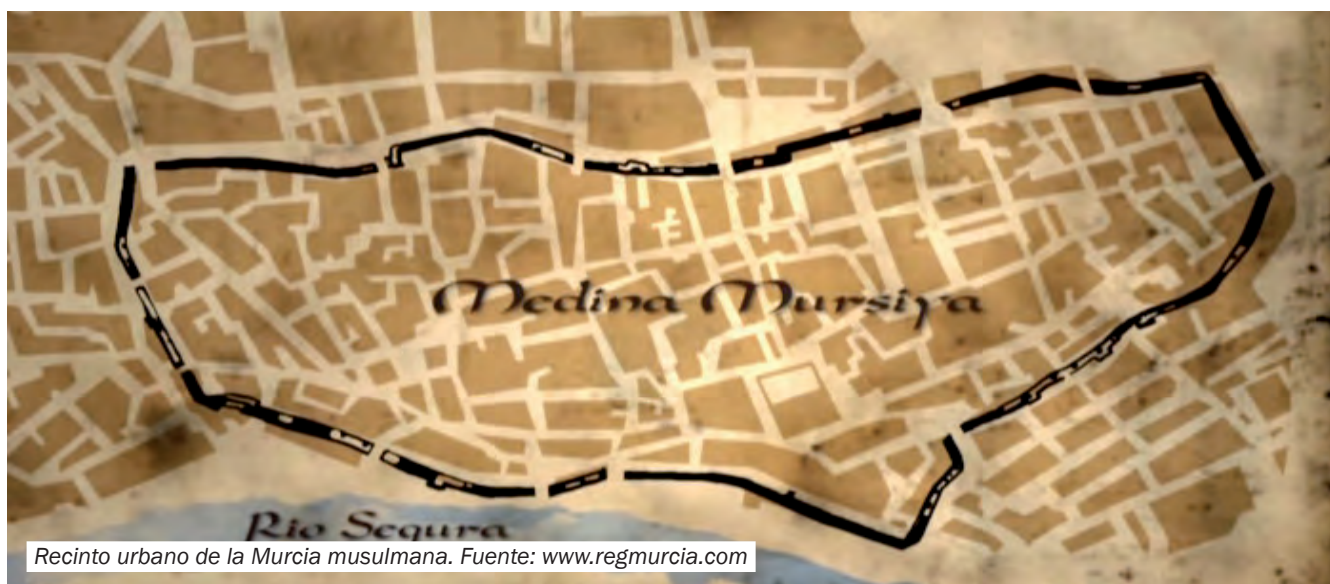 Medina Mursiya
Rio Segura
Recinto urbano de la Murcia musulmana. Fuente: www.regmurcia.com